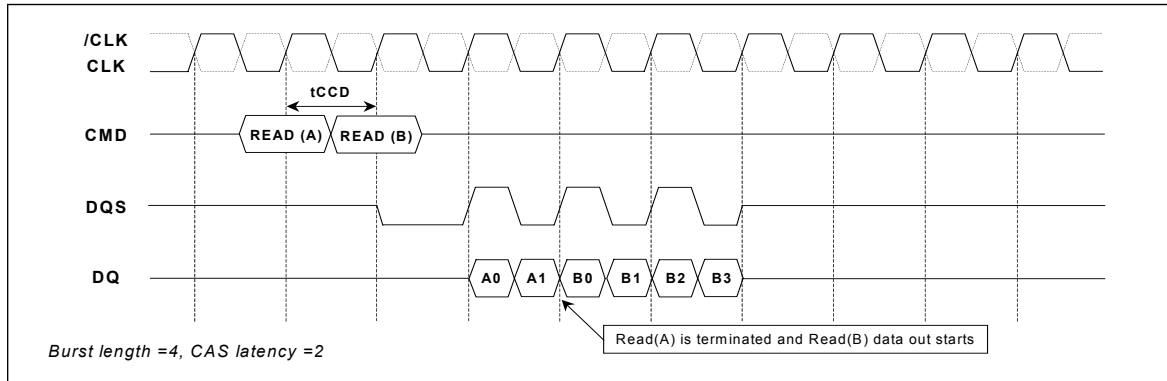 /CLK
CLK
tCCD
CMD
READ (A)
READ (B)
DQS
DQ
A0
A1
B0
B1
B2
B3
Read(A) is terminated and Read(B) data out starts
Burst length =4, CAS latency =2